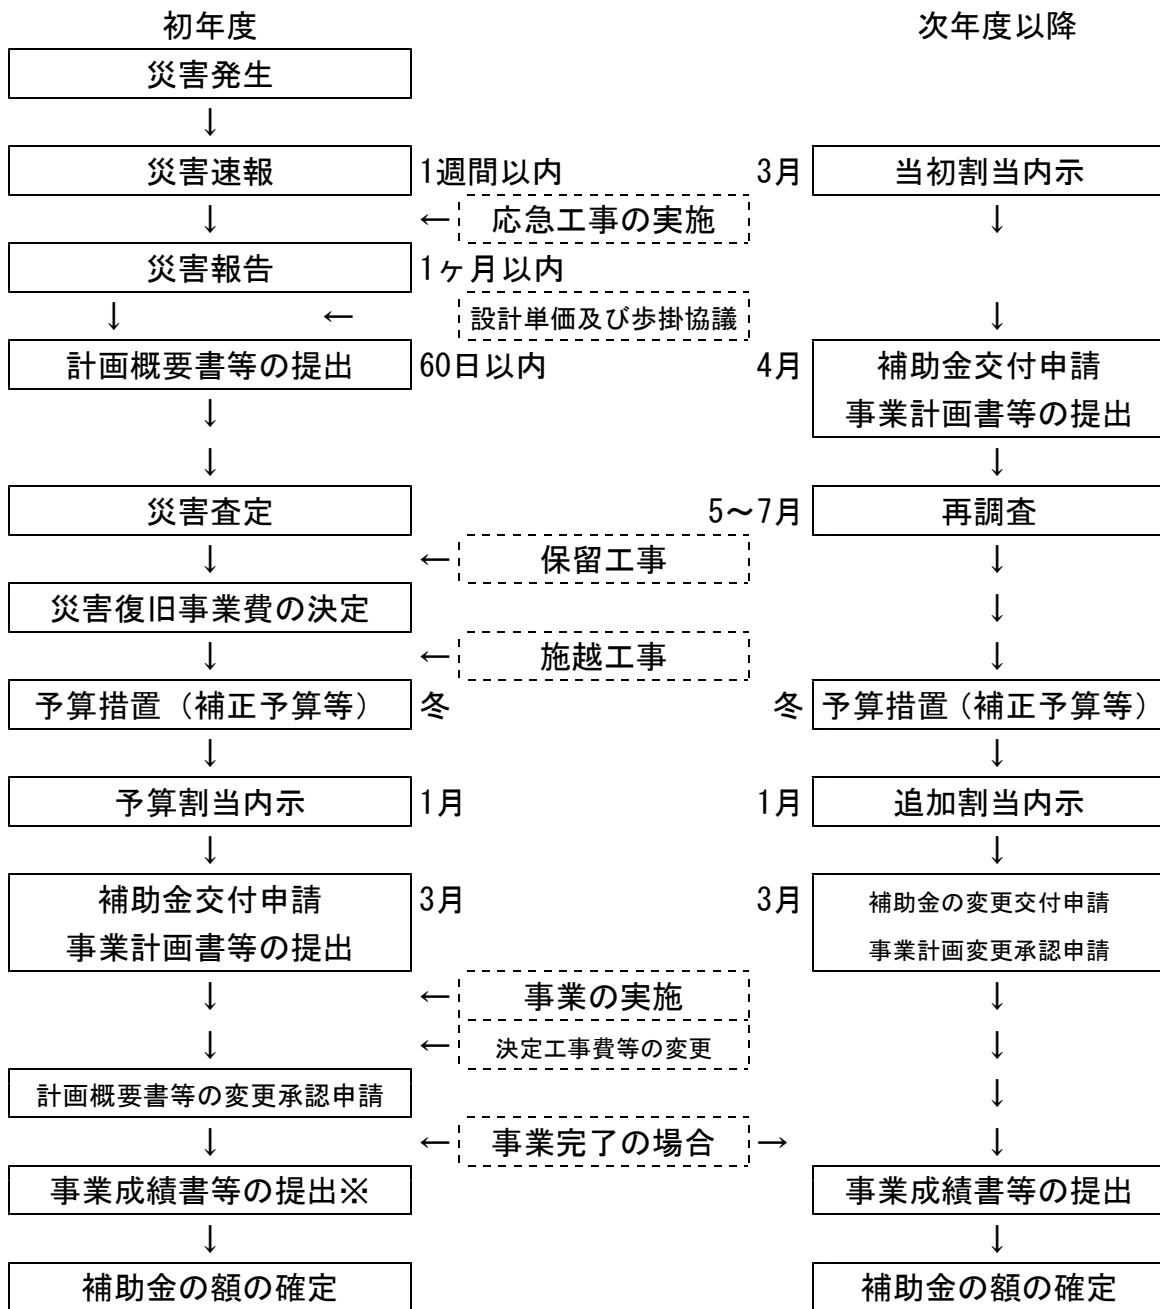 初年度 次年度以降
災害発生
↓
災害速報 1週間以内 3月 当初割当内示
↓ ← 応急工事の実施 ↓
災害報告 1ヶ月以内
↓ ← 設計単価及び歩掛協議 ↓
計画概要書等の提出 60日以内 4月 補助金交付申請
↓ 事業計画書等の提出
↓ ↓
災害査定 5～7月 再調査
↓ ← 保留工事 ↓
災害復旧事業費の決定 ↓
↓ ← 施越工事 ↓
予算措置（補正予算等） 冬 冬 予算措置（補正予算等）
↓ ↓
予算割当内示 1月 1月 追加割当内示
↓ ↓
補助金交付申請 3月 3月 補助金の変更交付申請
事業計画書等の提出 事業計画変更承認申請
↓ ← 事業の実施 ↓
↓ ← 決定工事費等の変更 ↓
計画概要書等の変更承認申請 ↓
↓ ← 事業完了の場合 → ↓
事業成績書等の提出※ 事業成績書等の提出
↓ ↓
補助金の額の確定 補助金の額の確定